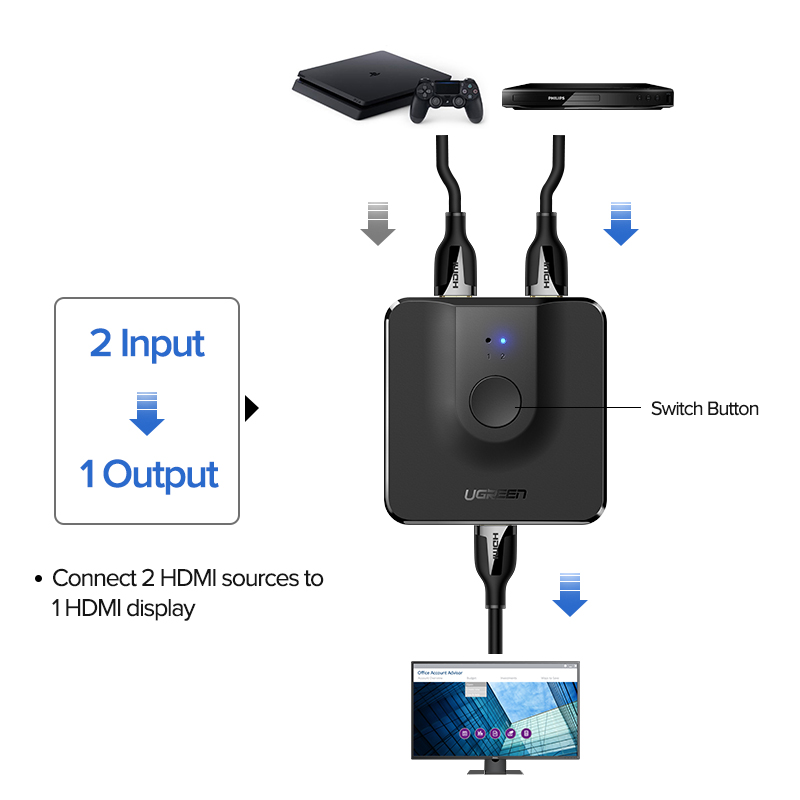 PHILIPS
HDMI
HDMI
2 Input
1 2
1 Output
Switch Button
UGREEN
HDMI
• Connect 2 HDMI sources to
1 HDMI display
Office Account Advisor